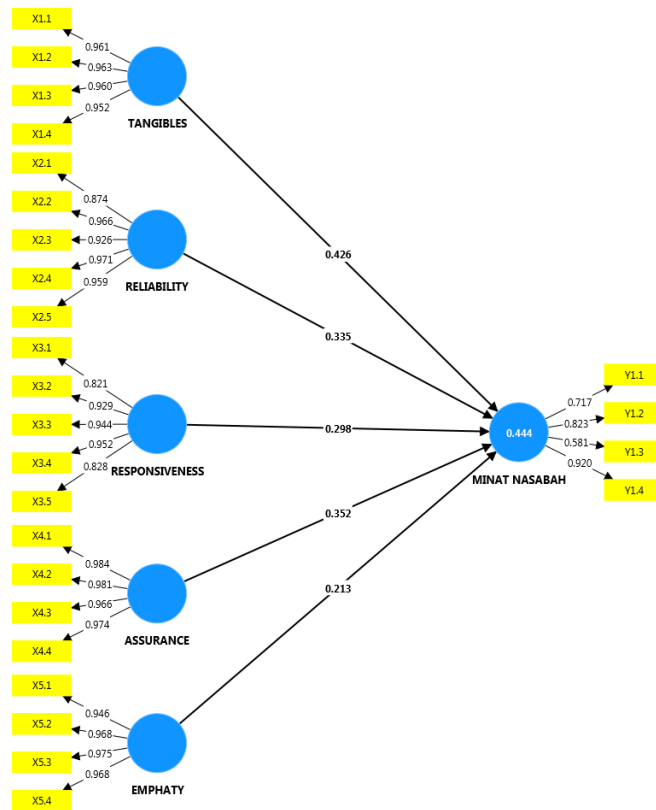 X1.1
0.961
X1.2
0.963
X1.3
0.960
X1.4
0.952
TANGIBLES
X2.1
0.874
X2.2
0.966
X2.3
0.926
X2.4
0.971
X2.5
0.959
RELIABILITY
X3.1
0.821
X3.2
0.929
X3.3
0.944
X3.4
0.952
X3.5
0.828
RESPONSIVENESS
X4.1
0.984
X4.2
0.981
X4.3
0.966
X4.4
0.974
ASSURANCE
X5.1
0.946
X5.2
0.968
X5.3
0.975
X5.4
0.968
EMPHATY
0.426
0.335
0.298
0.352
0.213
0.444
MINAT NASABAH
Y1.1
0.717
Y1.2
0.823
Y1.3
0.581
Y1.4
0.920